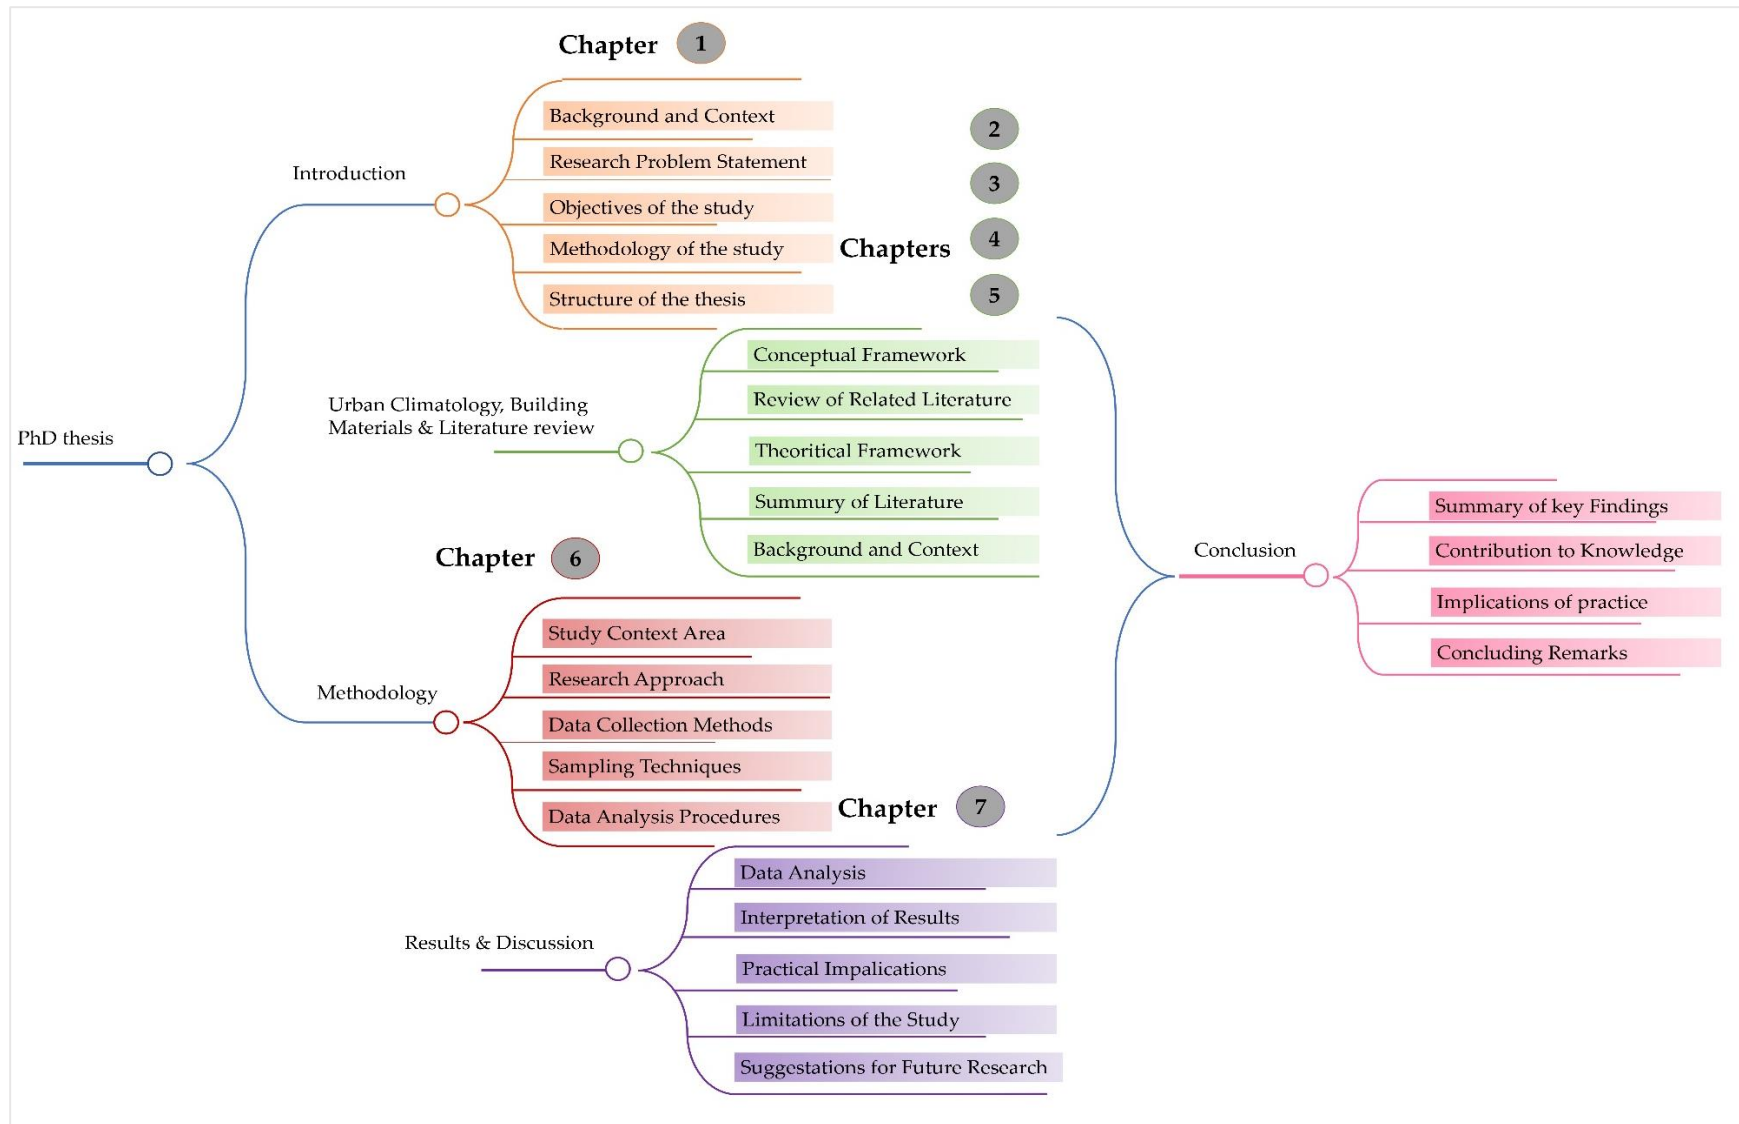 PhD thesis
Introduction
Chapter 1
Background and Context
Research Problem Statement
Objectives of the study
Methodology of the study
Structure of the thesis
Urban Climatology, Building
Materials & Literature review
Chapters
2
3
4
5
Conceptual Framework
Review of Related Literature
Theoritical Framework
Summury of Literature
Background and Context
Methodology
Chapter 6
Study Context Area
Research Approach
Data Collection Methods
Sampling Techniques
Data Analysis Procedures
Results & Discussion
Chapter 7
Data Analysis
Interpretation of Results
Practical Impalications
Limitations of the Study
Suggestations for Future Research
Conclusion
Summary of key Findings
Contribution to Knowledge
Implications of practice
Concluding Remarks